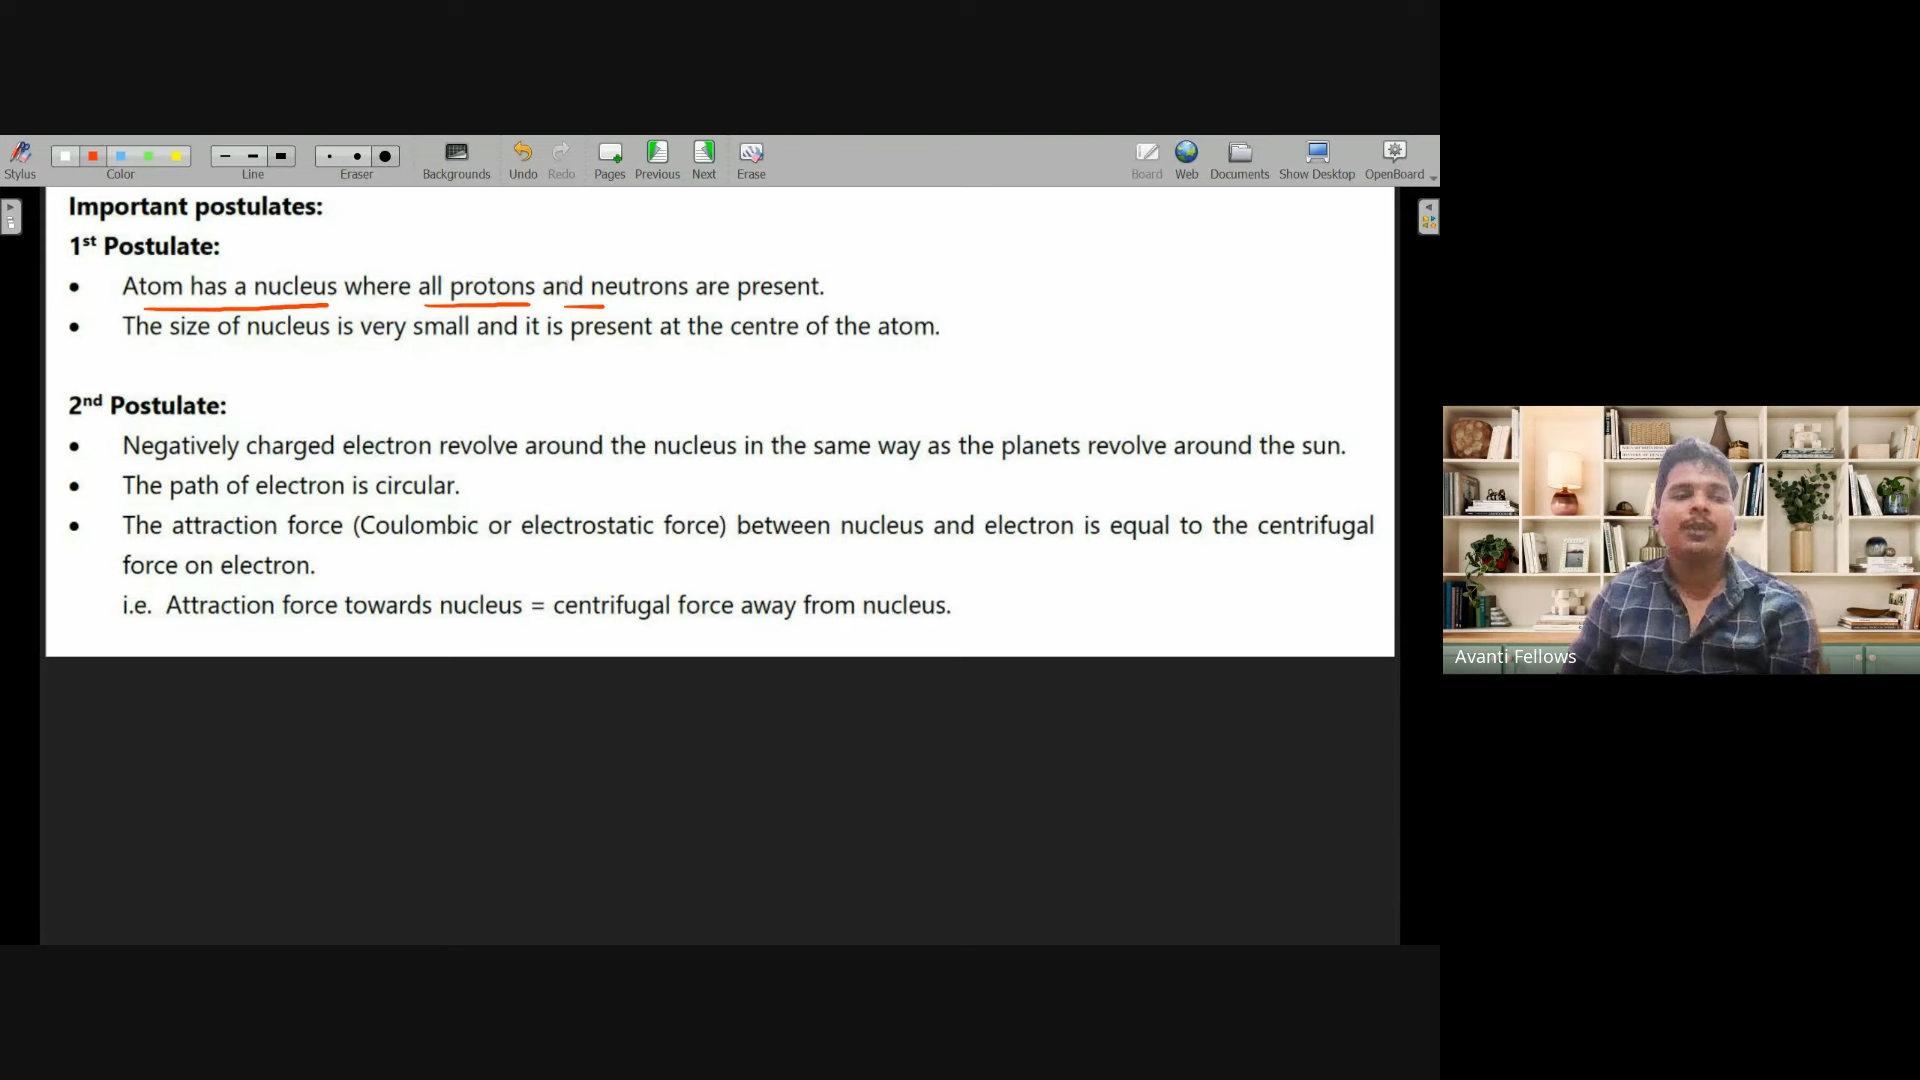 Stylus
Color
Line
Eraser
Backgrounds
Undo
Redo
Pages
Previous
Next
Erase
Board
Web
Documents
Show Desktop
OpenBoard
Important postulates:
1st Postulate:
• Atom has a nucleus where all protons and neutrons are present.
• The size of nucleus is very small and it is present at the centre of the atom.
2nd Postulate:
• Negatively charged electron revolve around the nucleus in the same way as the planets revolve around the sun.
• The path of electron is circular.
• The attraction force (Coulombic or electrostatic force) between nucleus and electron is equal to the centrifugal
force on electron.
i.e. Attraction force towards nucleus = centrifugal force away from nucleus.
Avanti Fellows